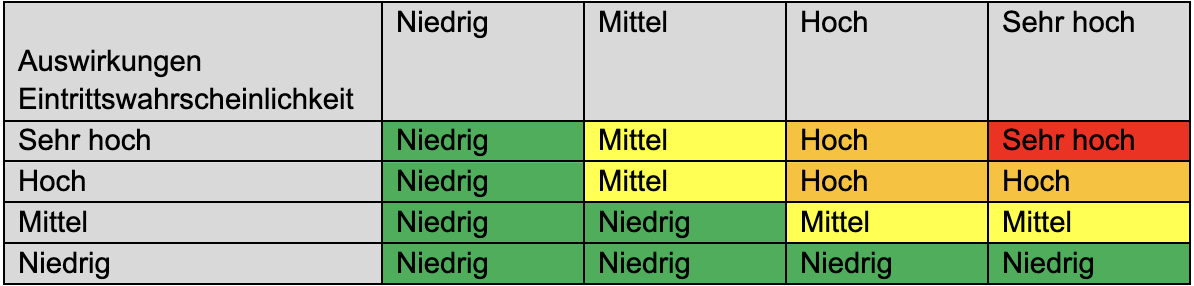 Niedrig Mittel Hoch Sehr hoch
Auswirkungen
Eintrittswahrscheinlichkeit
Sehr hoch Niedrig Mittel Hoch Sehr hoch
Hoch Niedrig Mittel Hoch Hoch
Mittel Niedrig Niedrig Mittel Mittel
Niedrig Niedrig Niedrig Niedrig Niedrig